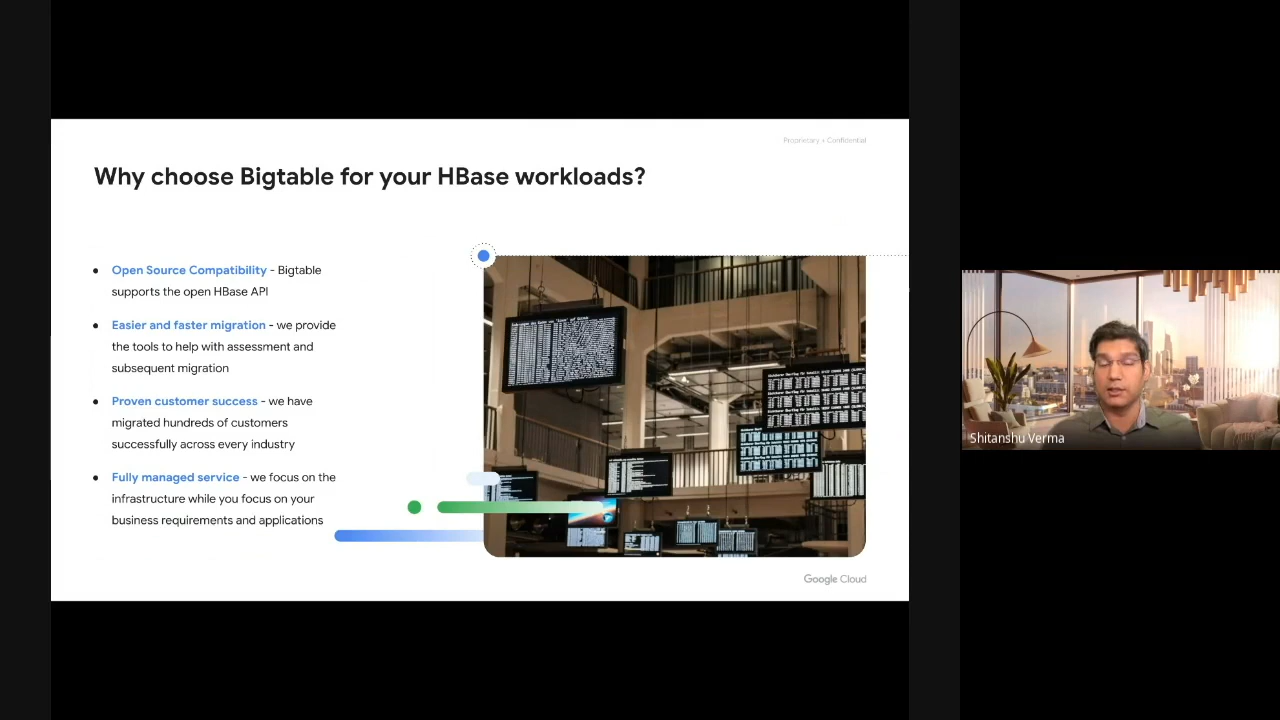 Proprietary + Confidential
Why choose Bigtable for your HBase workloads?
● Open Source Compatibility - Bigtable
supports the open HBase API
● Easier and faster migration - we provide
the tools to help with assessment and
subsequent migration
● Proven customer success - we have
migrated hundreds of customers
successfully across every industry
● Fully managed service - we focus on the
infrastructure while you focus on your
business requirements and applications
Google Cloud
Shitanshu Verma